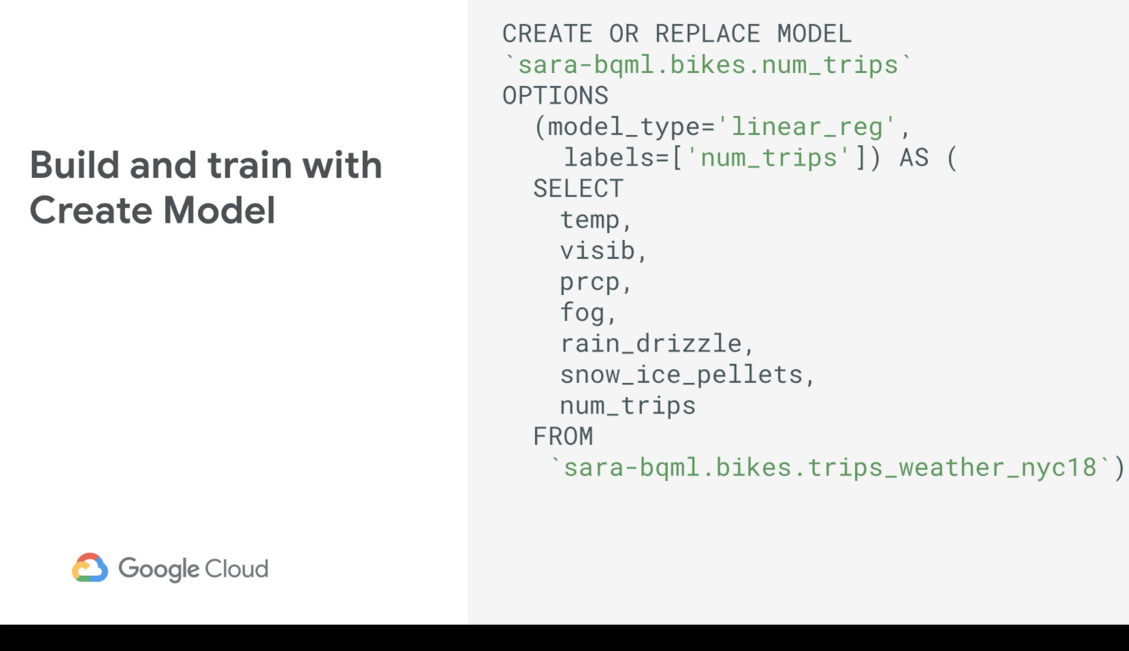 Build and train with
Create Model
Google Cloud
CREATE OR REPLACE MODEL
`sara-bqml.bikes.num_trips`
OPTIONS
(model_type='linear_reg',
labels=['num_trips']) AS (
SELECT
temp,
visib,
prcp,
fog,
rain_drizzle,
snow_ice_pellets,
num_trips
FROM
`sara-bqml.bikes.trips_weather_nyc18`)